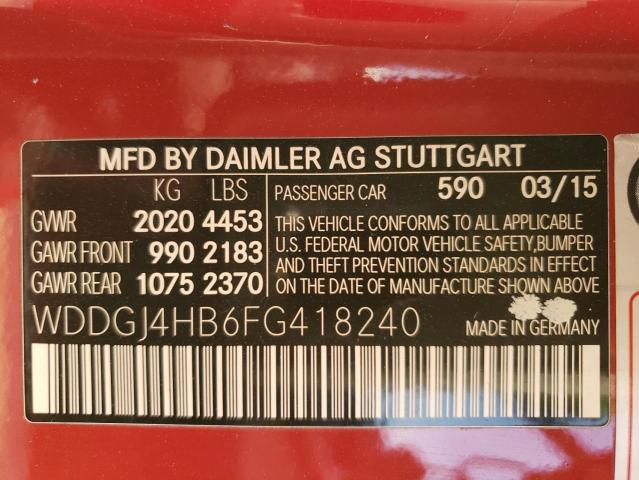 MFD BY DAIMLER AG STUTTGART
KG LBS
GVWR 2020 4453
GAWR FRONT 990 2183
GAWR REAR 1075 2370
PASSENGER CAR 590 03/15
THIS VEHICLE CONFORMS TO ALL APPLICABLE
U.S. FEDERAL MOTOR VEHICLE SAFETY,BUMPER
AND THEFT PREVENTION STANDARDS IN EFFECT
ON THE DATE OF MANUFACTURE SHOWN ABOVE
WDDGJ4HB6FG418240
MADE IN GERMANY